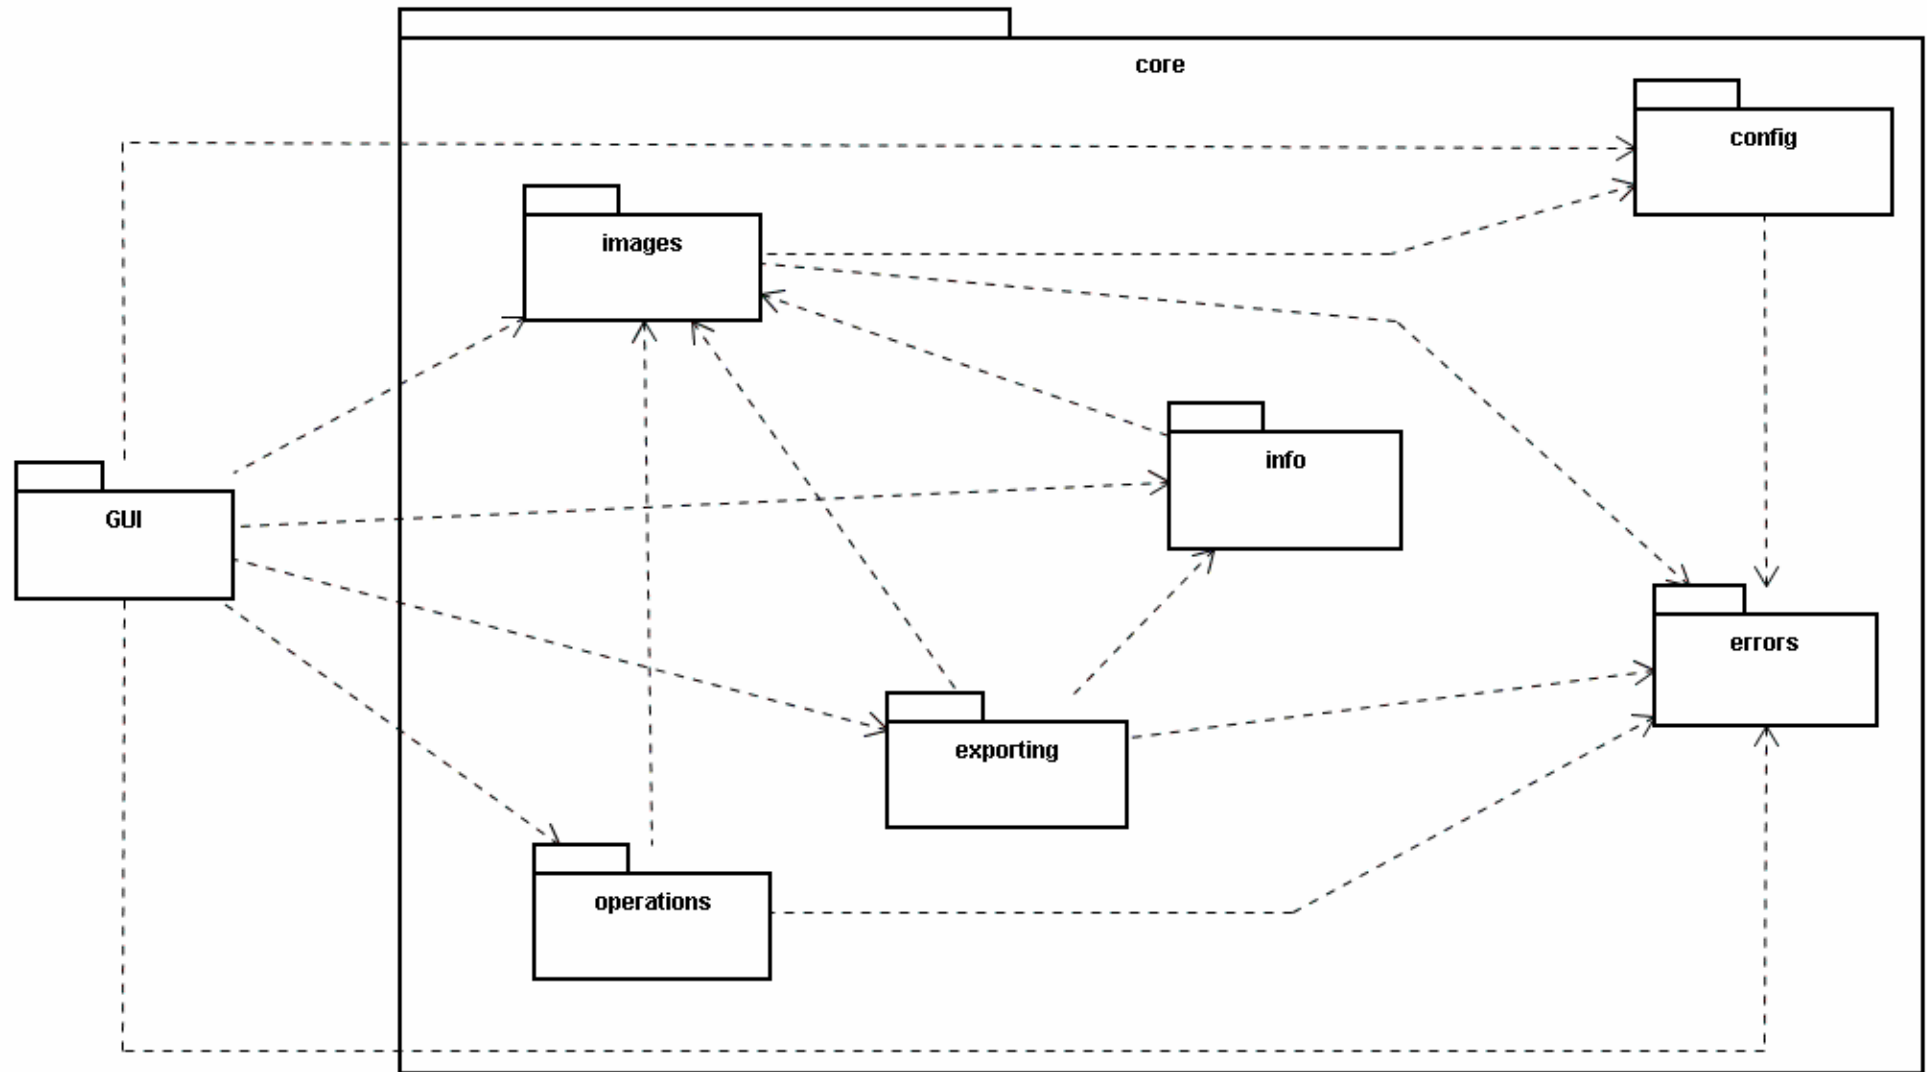 core
config
images
info
GUI
errors
exporting
operations